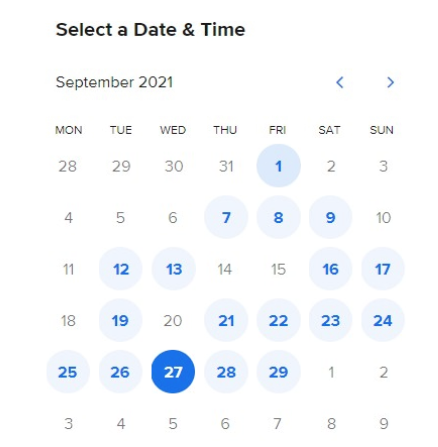 Select a Date & Time
September 2021
MON TUE WED THU FRI SAT SUN
28 29 30 31 1 2 3
4 5 6 7 8 9 10
11 12 13 14 15 16 17
18 19 20 21 22 23 24
25 26 27 28 29 1 2
3 4 5 6 7 8 9